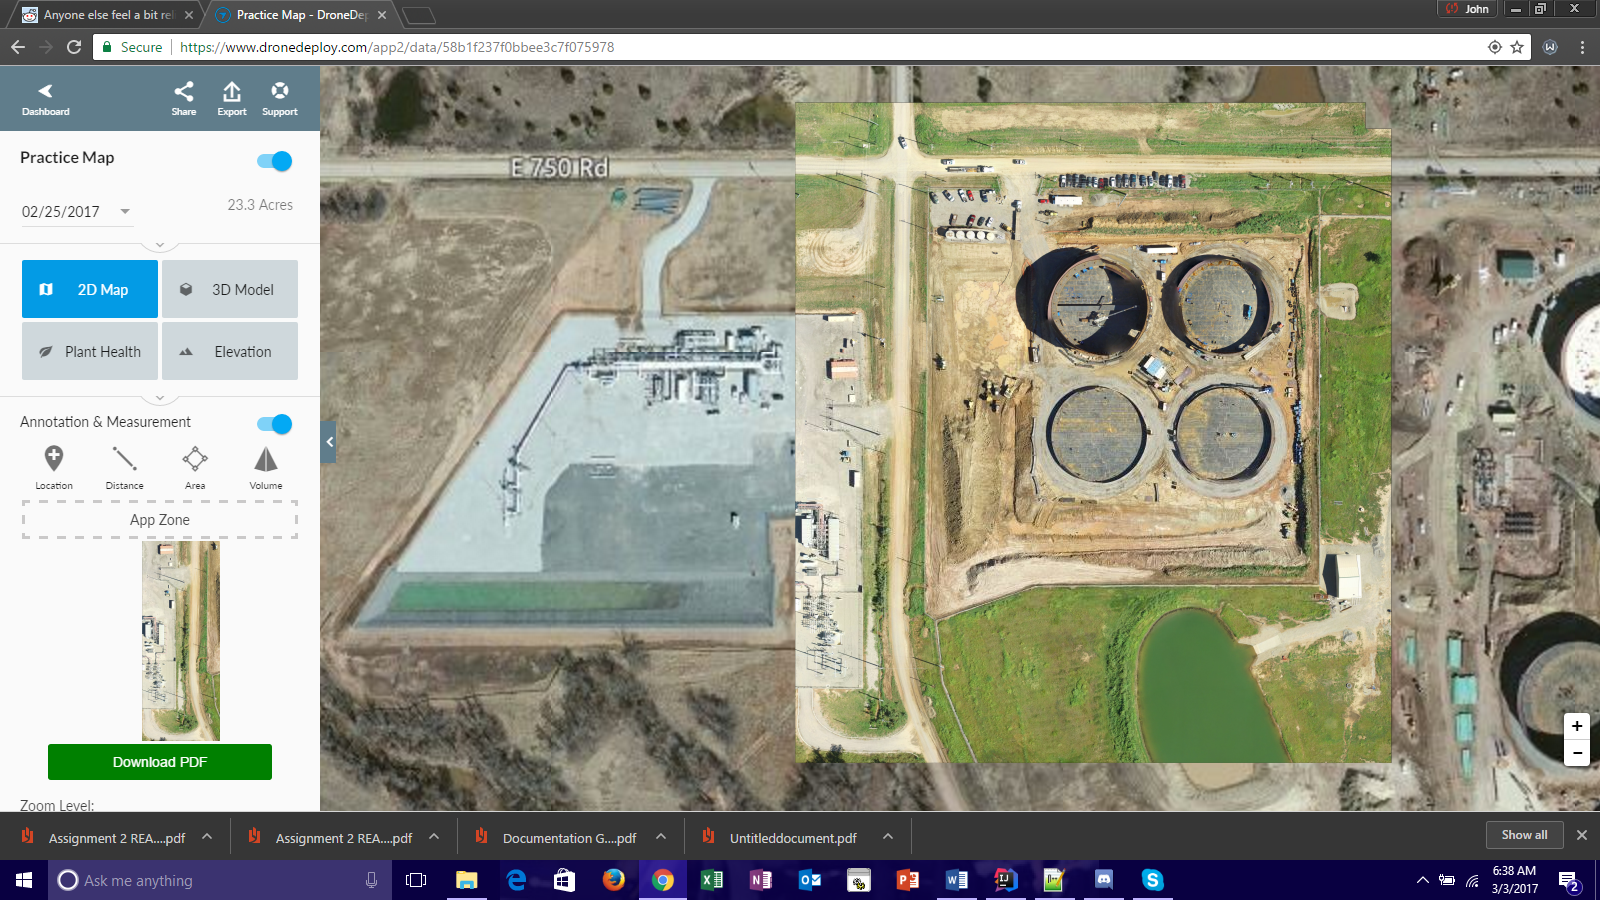 Anyone else feel a bit rel
Practice Map - DroneDep
John
Secure
https://www.dronedeploy.com/app2/data/58b1f237f0bbee3c7f075978
Dashboard
Share
Export
Support
Practice Map
02/25/2017
23.3 Acres
2D Map
3D Model
Plant Health
Elevation
Annotation & Measurement
Location
Distance
Area
Volume
App Zone
Download PDF
Zoom Level:
E 750 Rd
+
−
Assignment 2 REA....pdf
Assignment 2 REA....pdf
Documentation G....pdf
Untitleddocument.pdf
Show all
Ask me anything
6:38 AM
3/3/2017
2